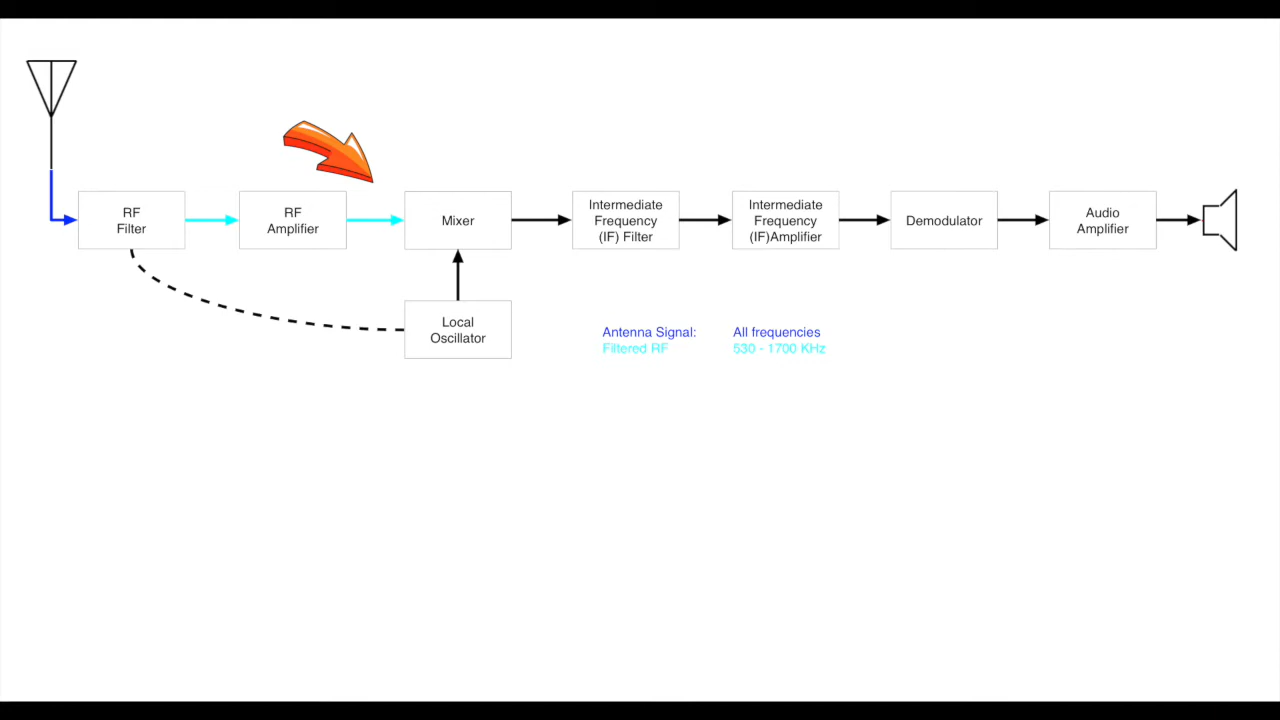 RF
Filter
RF
Amplifier
Mixer
Intermediate
Frequency
(IF) Filter
Intermediate
Frequency
(IF)Amplifier
Demodulator
Audio
Amplifier
Local
Oscillator
Antenna Signal: All frequencies
Filtered RF 530 - 1700 KHz